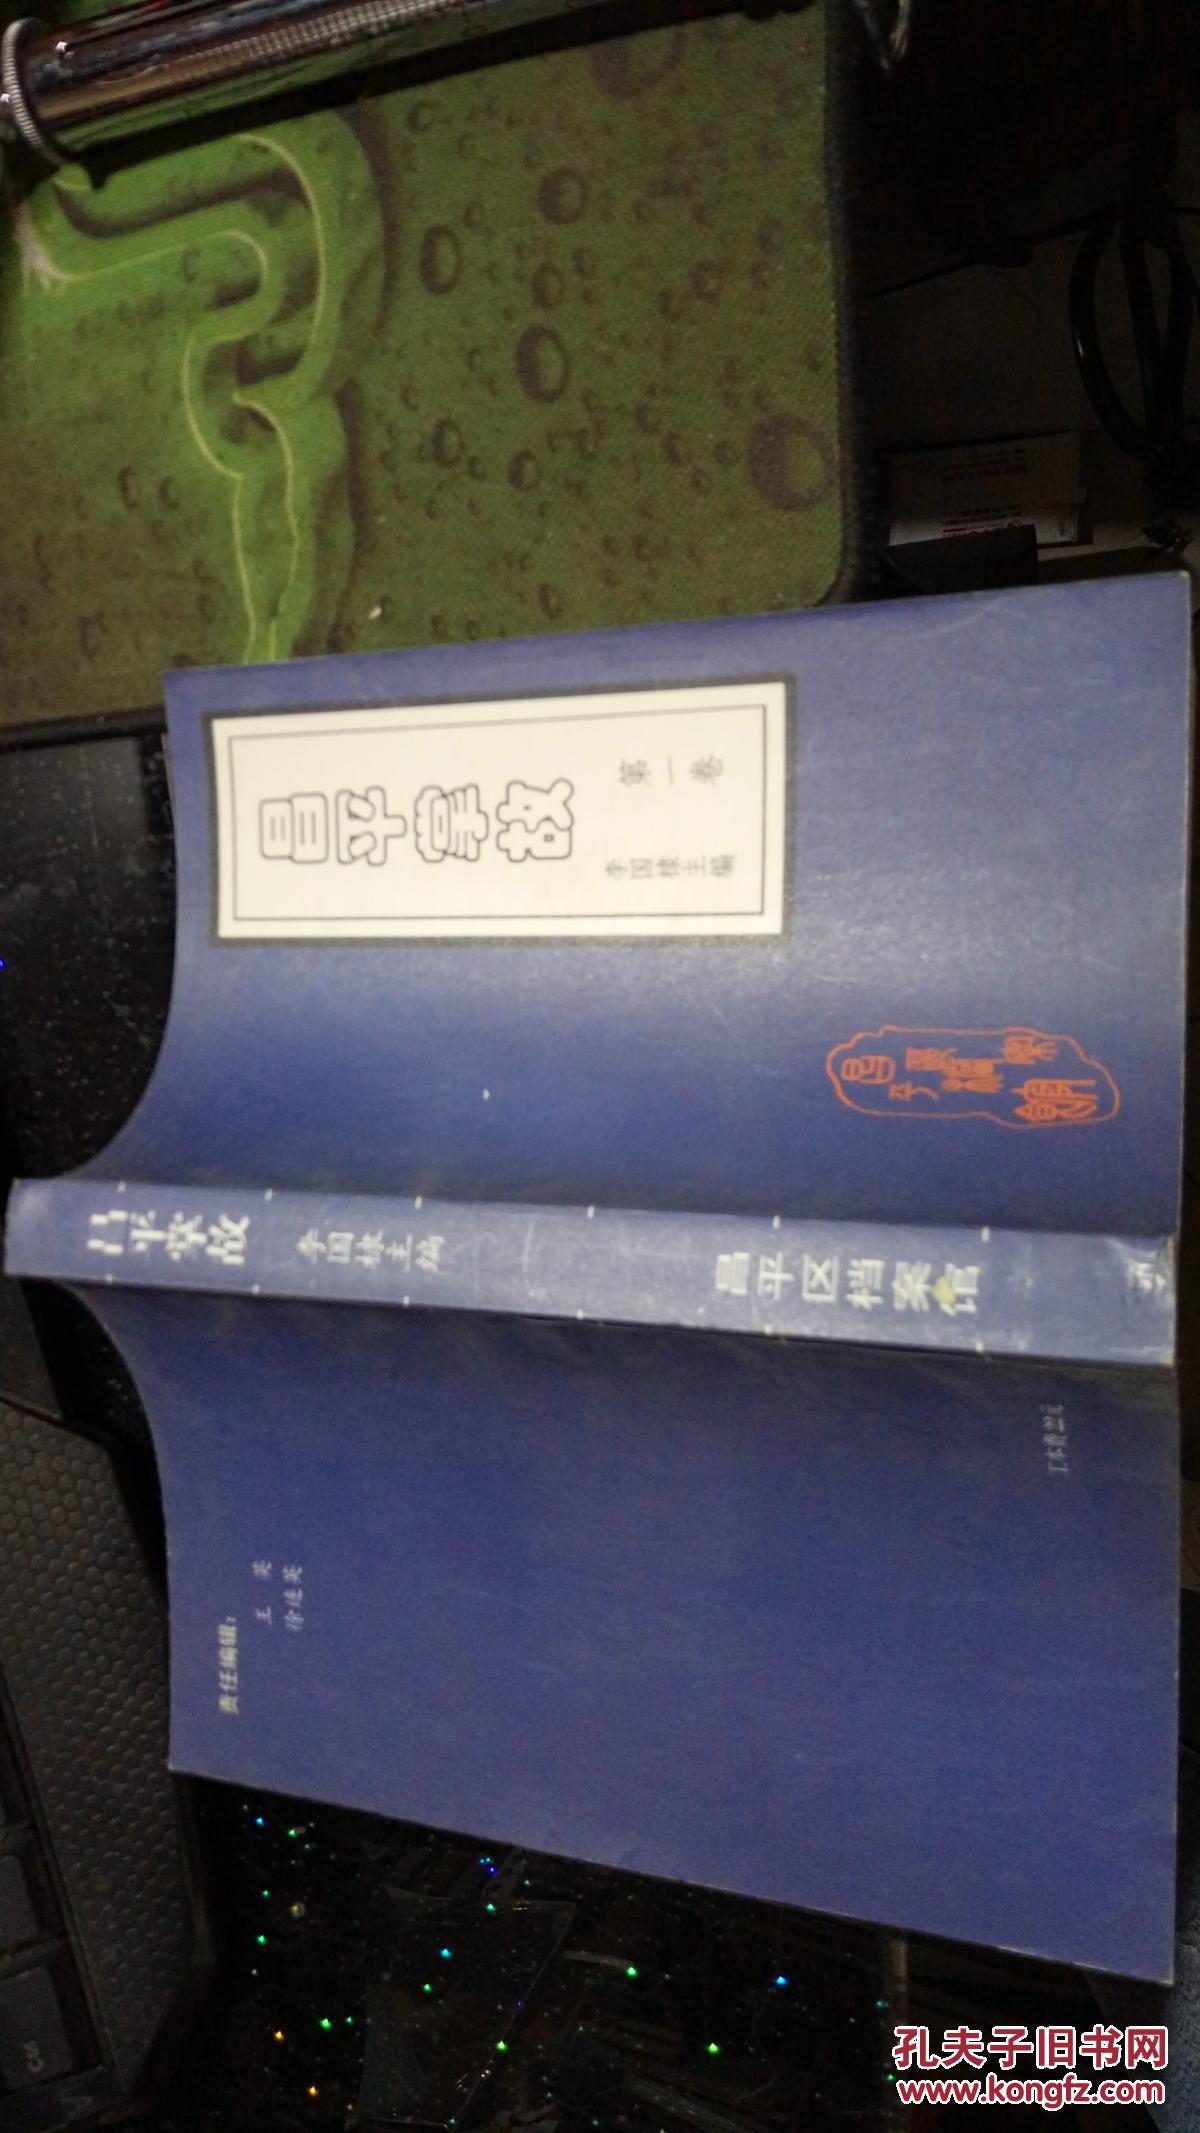 昌平掌故
第一卷
李国棣主编
昌平掌故 李国棣主编 昌平区档案馆
责任编辑：
王英
徐连英
孔夫子旧书网
www.kongfz.com